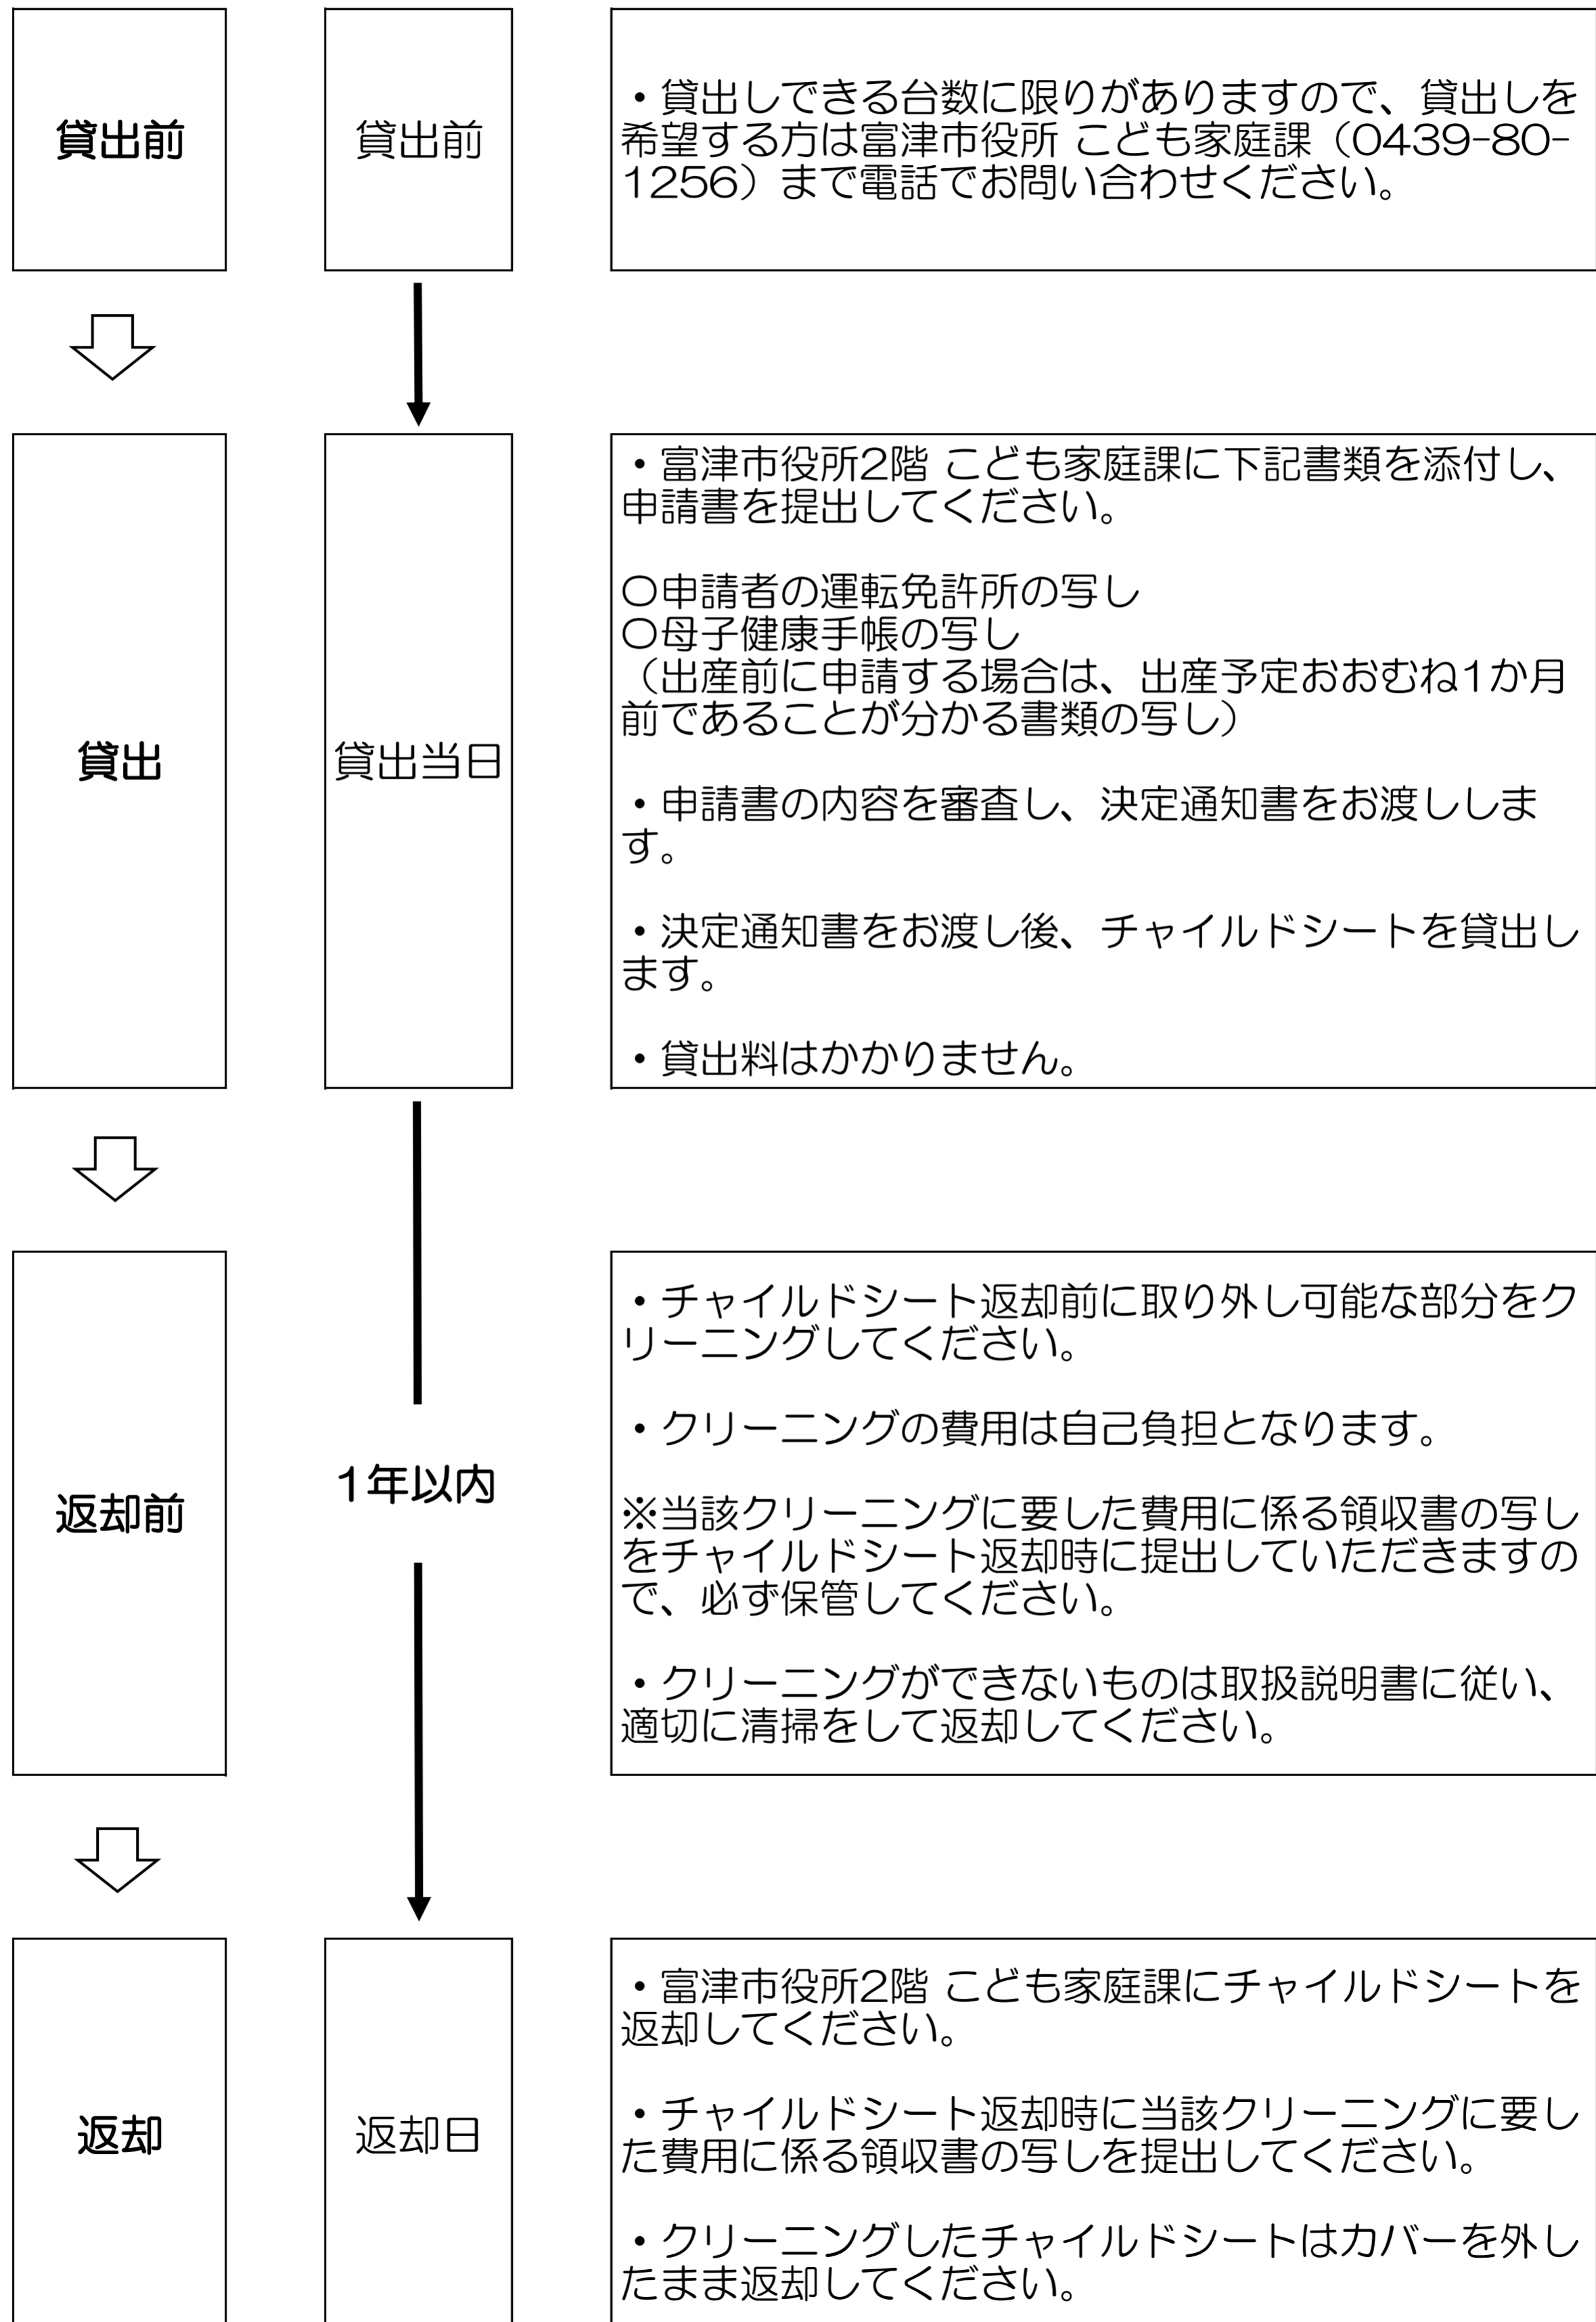 貸出前
貸出前
・貸出しできる台数に限りがありますので、貸出しを
希望する方は富津市役所 こども家庭課（0439-80-
1256）まで電話でお問い合わせください。
貸出
貸出当日
・富津市役所2階 こども家庭課に下記書類を添付し、
申請書を提出してください。
〇申請者の運転免許所の写し
〇母子健康手帳の写し
（出産前に申請する場合は、出産予定おおむね1か月
前であることが分かる書類の写し）
・申請書の内容を審査し、決定通知書をお渡ししま
す。
・決定通知書をお渡し後、チャイルドシートを貸出し
ます。
・貸出料はかかりません。
返却前
1年以内
・チャイルドシート返却前に取り外し可能な部分をク
リーニングしてください。
・クリーニングの費用は自己負担となります。
※当該クリーニングに要した費用に係る領収書の写し
をチャイルドシート返却時に提出していただきますの
で、必ず保管してください。
・クリーニングができないものは取扱説明書に従い、
適切に清掃をして返却してください。
返却
返却日
・富津市役所2階 こども家庭課にチャイルドシートを
返却してください。
・チャイルドシート返却時に当該クリーニングに要し
た費用に係る領収書の写しを提出してください。
・クリーニングしたチャイルドシートはカバーを外し
たまま返却してください。